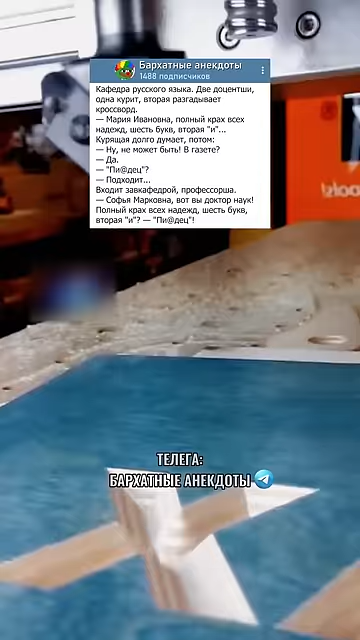 Бархатные анекдоты
1488 подписчиков
Кафедра русского языка. Две доцентши,
одна курит, вторая разгадывает
кроссворд.
— Мария Ивановна, полный крах всех
надежд, шесть букв, вторая "и"...
Курящая долго думает, потом:
— Ну, не может быть! В газете?
— Да.
— "Пи@дец"?
— Подходит...
Входит завкафедрой, профессорша.
— Софья Марковна, вот вы доктор наук!
Полный крах всех надежд, шесть букв,
вторая "и"? — "Пи@дец"!
ТЕЛЕГА:
БАРХАТНЫЕ АНЕКДОТЫ